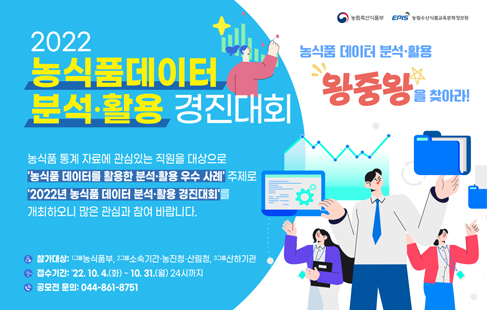 농림축산식품부 EPIS 농림수산식품교육문화정보원
2022
농식품데이터
분석·활용 경진대회
농식품 데이터 분석·활용
왕중왕을 찾아라!
농식품 통계 자료에 관심있는 직원을 대상으로
'농식품 데이터를 활용한 분석·활용 우수 사례' 주제로
'2022년 농식품 데이터 분석·활용 경진대회'를
개최하오니 많은 관심과 참여 바랍니다.
참가대상: 1그룹농식품부, 2그룹소속기관·농진청·산림청, 3그룹산하기관
접수기간: '22. 10. 4.(화) ~ 10. 31.(월) 24시까지
공모전 문의: 044-861-8751